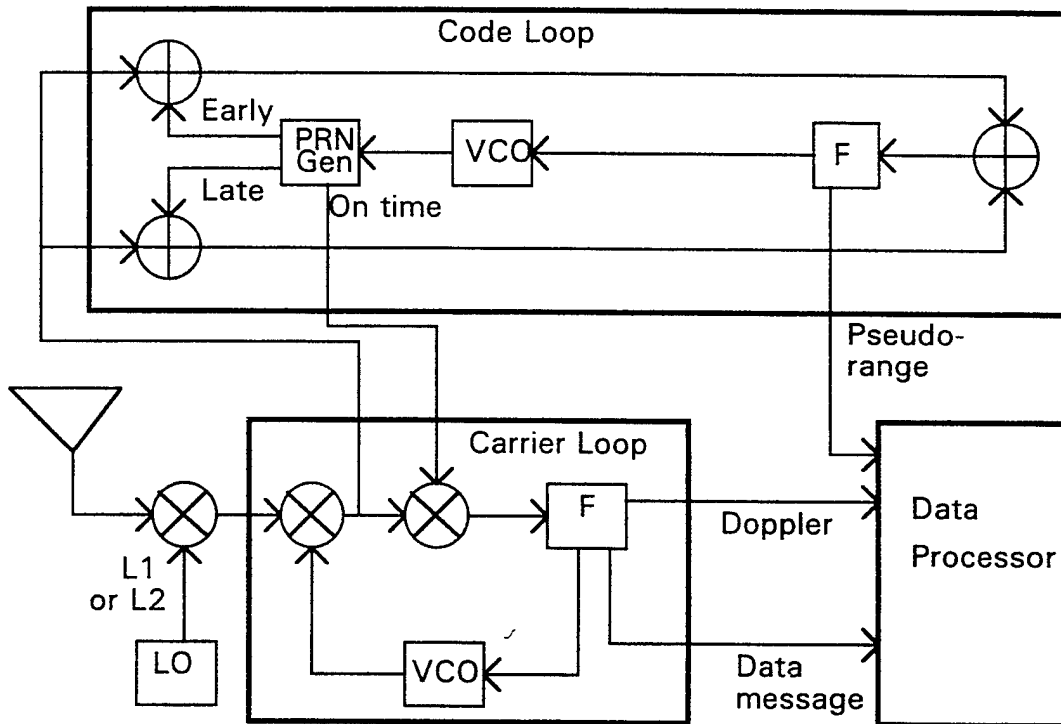 Code Loop
Early
PRN
Gen
VCO
F
Late
On time
Pseudo-
range
Carrier Loop
F
Doppler
Data
Processor
L1
or L2
LO
VCO
Data
message